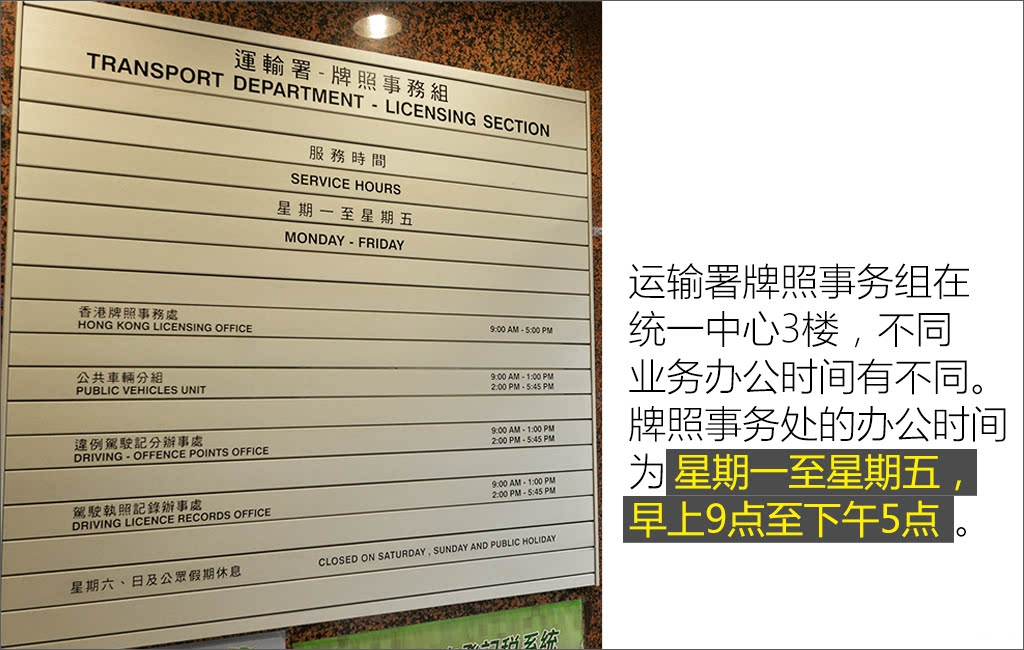 運輸署-牌照事務組
TRANSPORT DEPARTMENT - LICENSING SECTION
服務時間
SERVICE HOURS
星期一至星期五
MONDAY - FRIDAY
香港牌照事務處
HONG KONG LICENSING OFFICE 9:00 AM - 5:00 PM
公共車輛分組 9:00 AM - 1:00 PM
PUBLIC VEHICLES UNIT 2:00 PM - 5:45 PM
違例駕駛記分辦事處 9:00 AM - 1:00 PM
DRIVING - OFFENCE POINTS OFFICE 2:00 PM - 5:45 PM
駕駛執照記錄辦事處 9:00 AM - 1:00 PM
DRIVING LICENCE RECORDS OFFICE 2:00 PM - 5:45 PM
星期六、日及公眾假期休息 CLOSED ON SATURDAY , SUNDAY AND PUBLIC HOLIDAY
登記稅系統
运输署牌照事务组在
统一中心3楼，不同
业务办公时间有不同。
牌照事务处的办公时间
为 星期一至星期五，
早上9点至下午5点 。